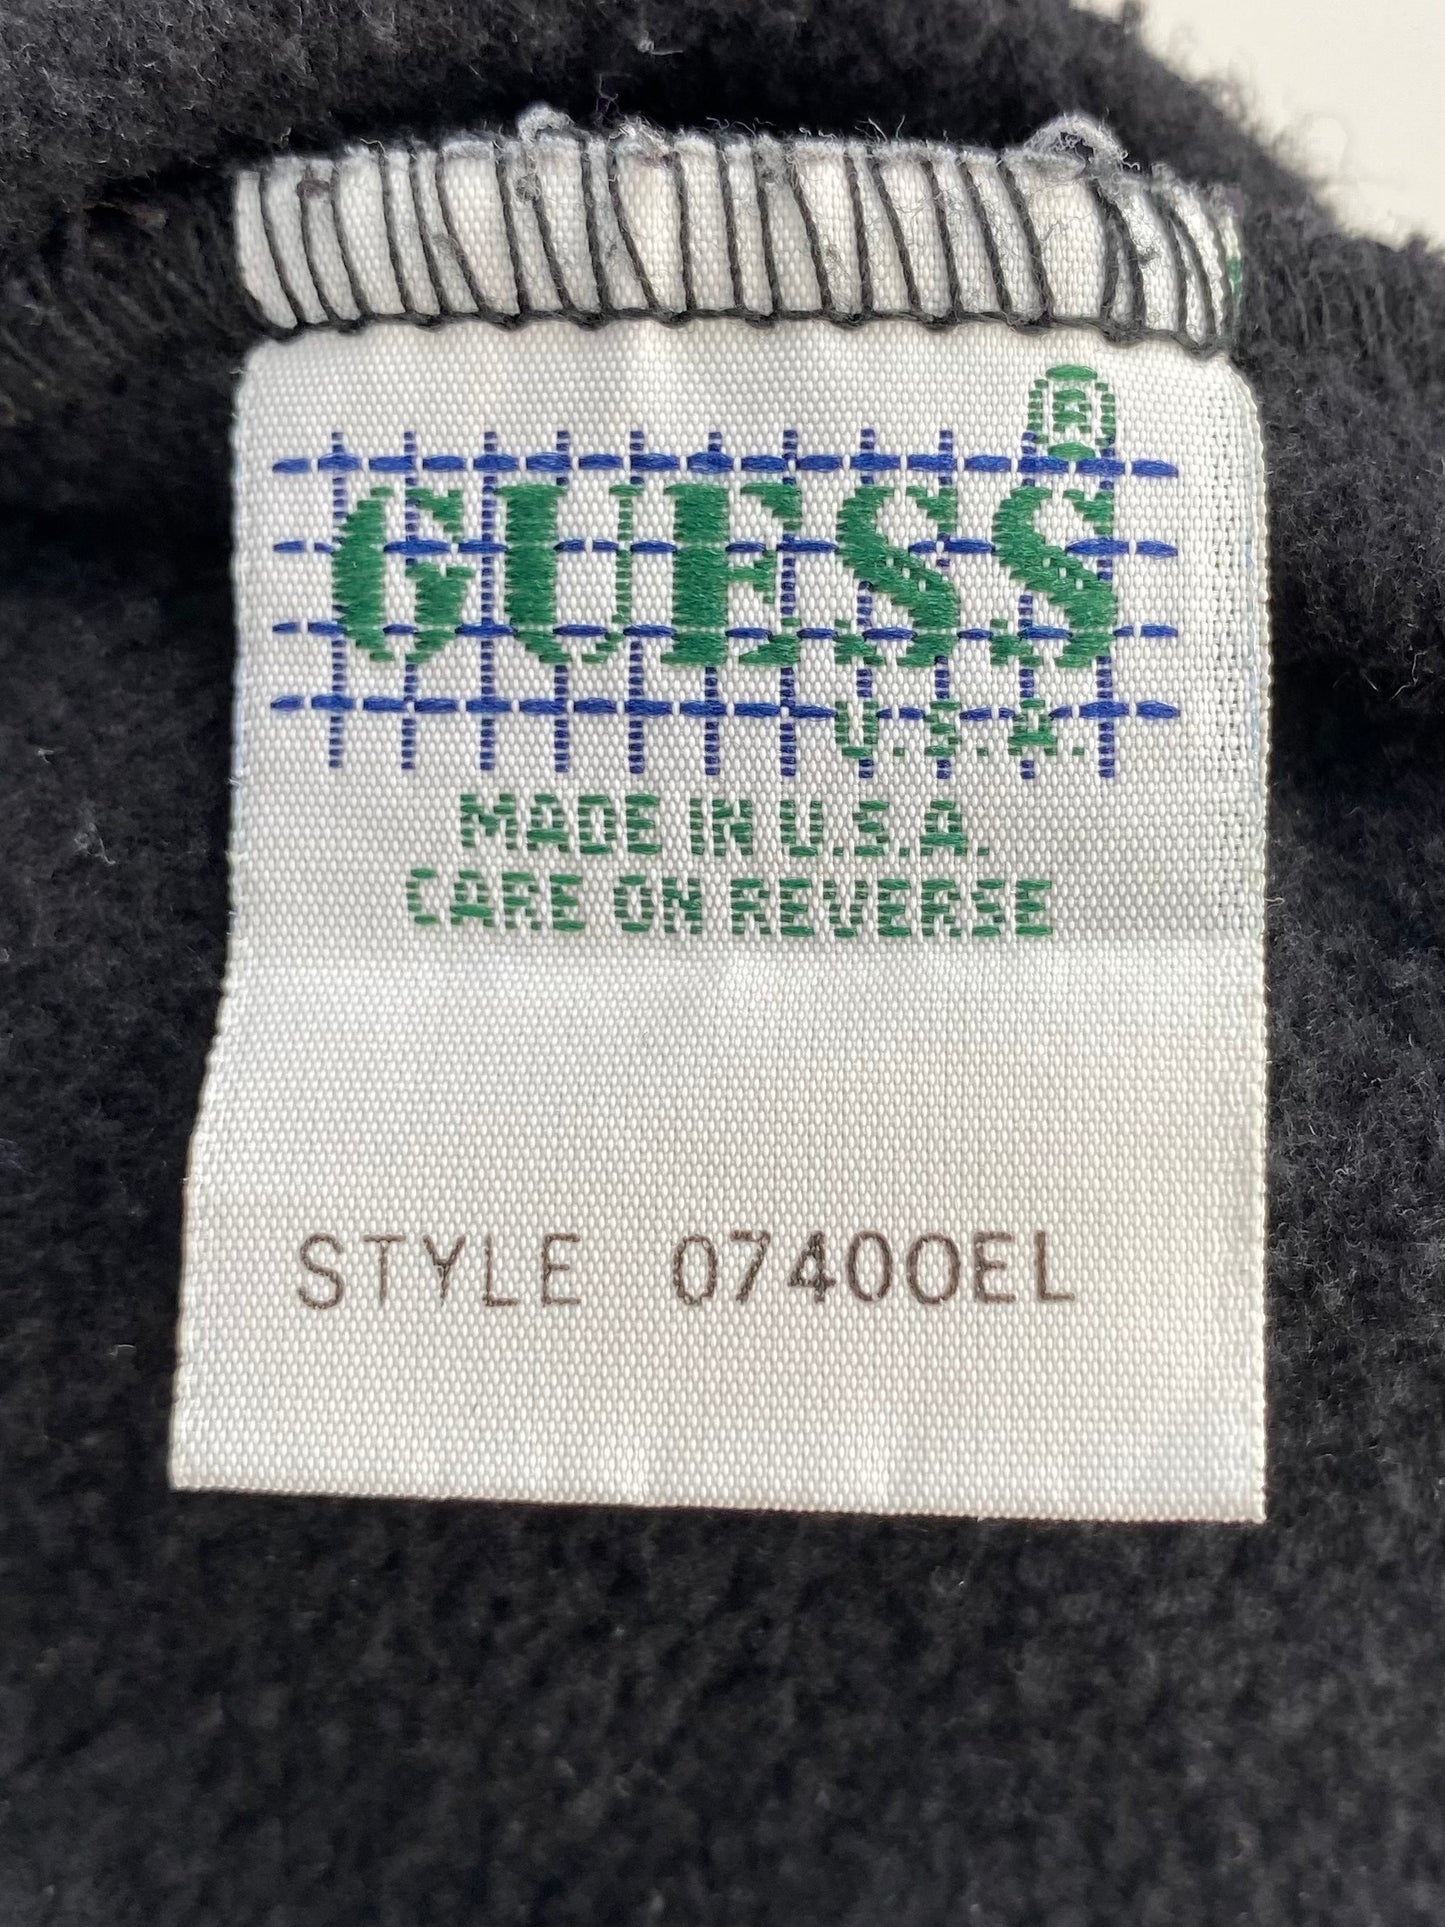 ®
GUESS
U.S.A.
MADE IN U.S.A.
CARE ON REVERSE
STYLE 07400EL